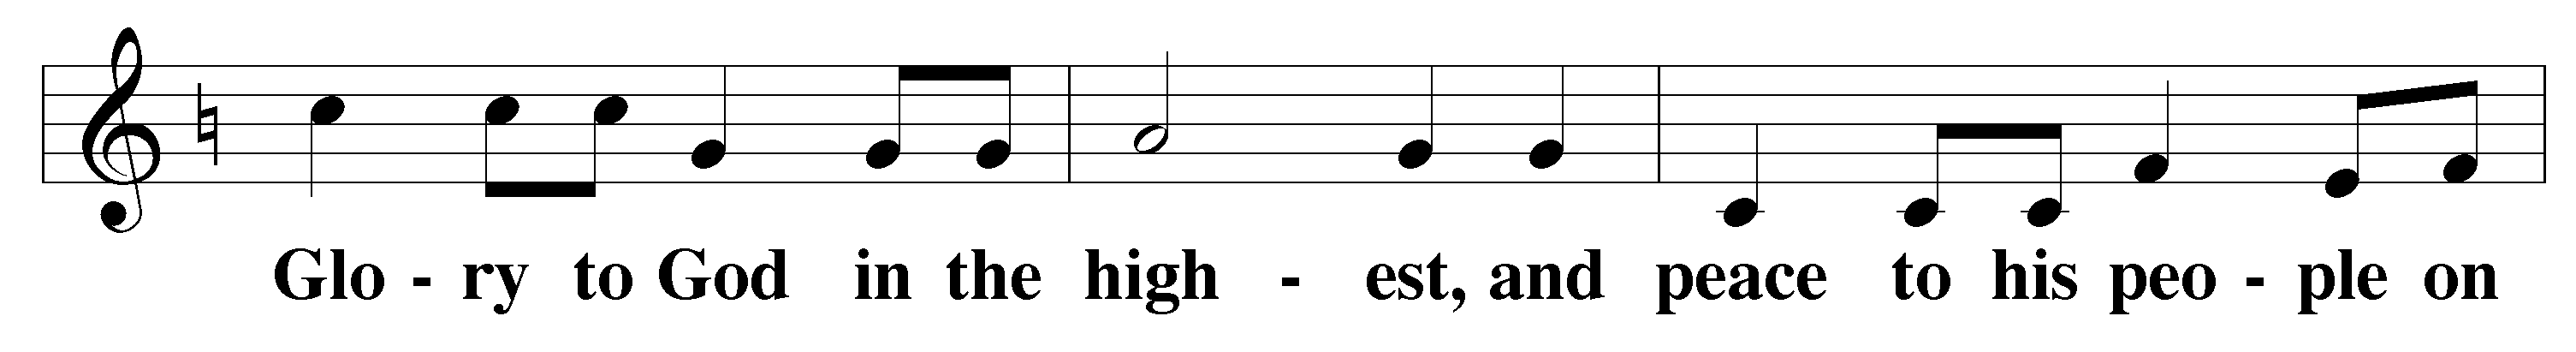 Glo - ry to God in the high - est, and peace to his peo - ple on